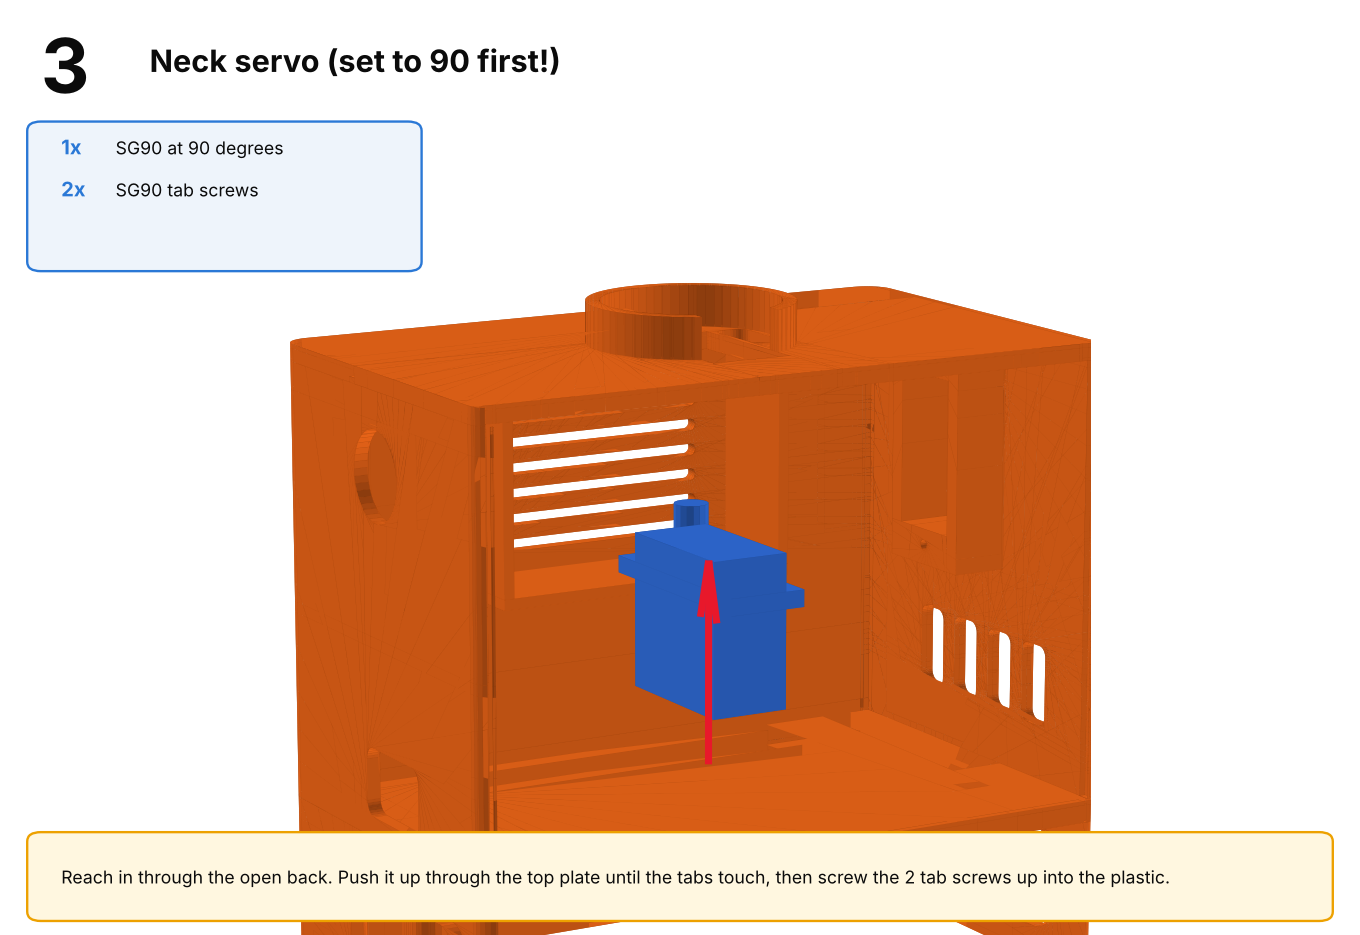 3
Neck servo (set to 90 first!)
1x SG90 at 90 degrees
2x SG90 tab screws
Reach in through the open back. Push it up through the top plate until the tabs touch, then screw the 2 tab screws up into the plastic.